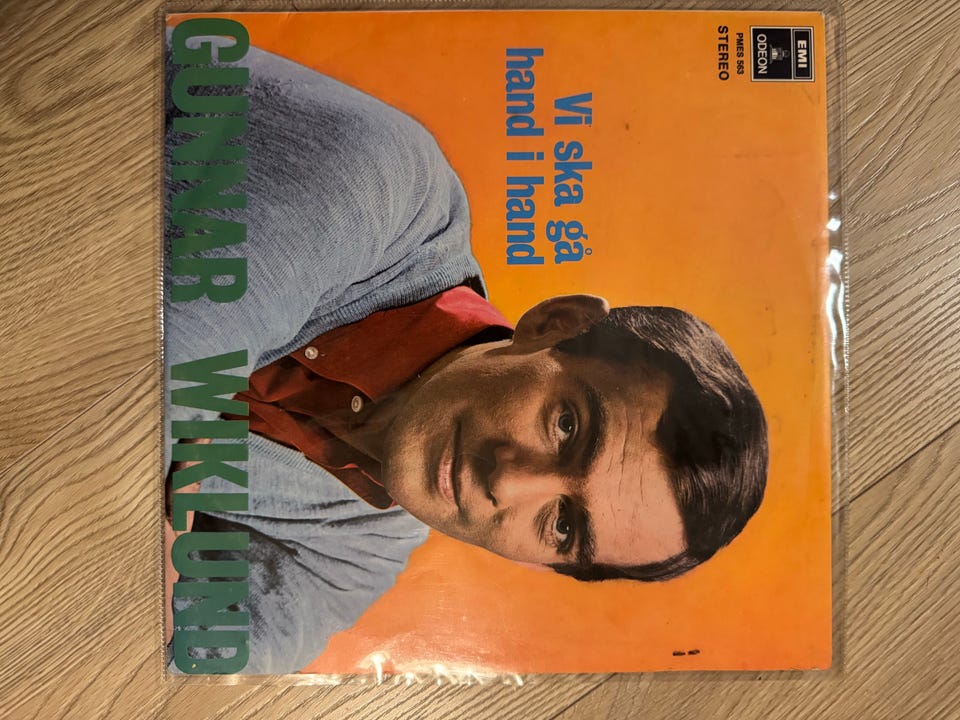 EMI
ODEON
PMES 563
STEREO
Vi ska gå
hand i hand
GUNNAR WIKLUND